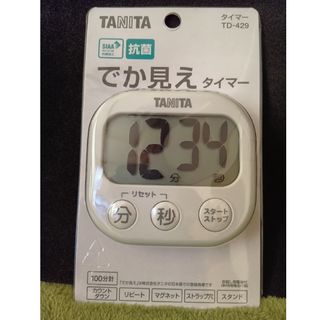 TANITA
タイマー
TD-429
SIAA
抗菌
でか見え タイマー
TANITA
12 34
分 秒
リセット
分 秒 スタート
ストップ
100分計
カウント
ダウン
リピート
マグネット
ストラップ穴
スタンド